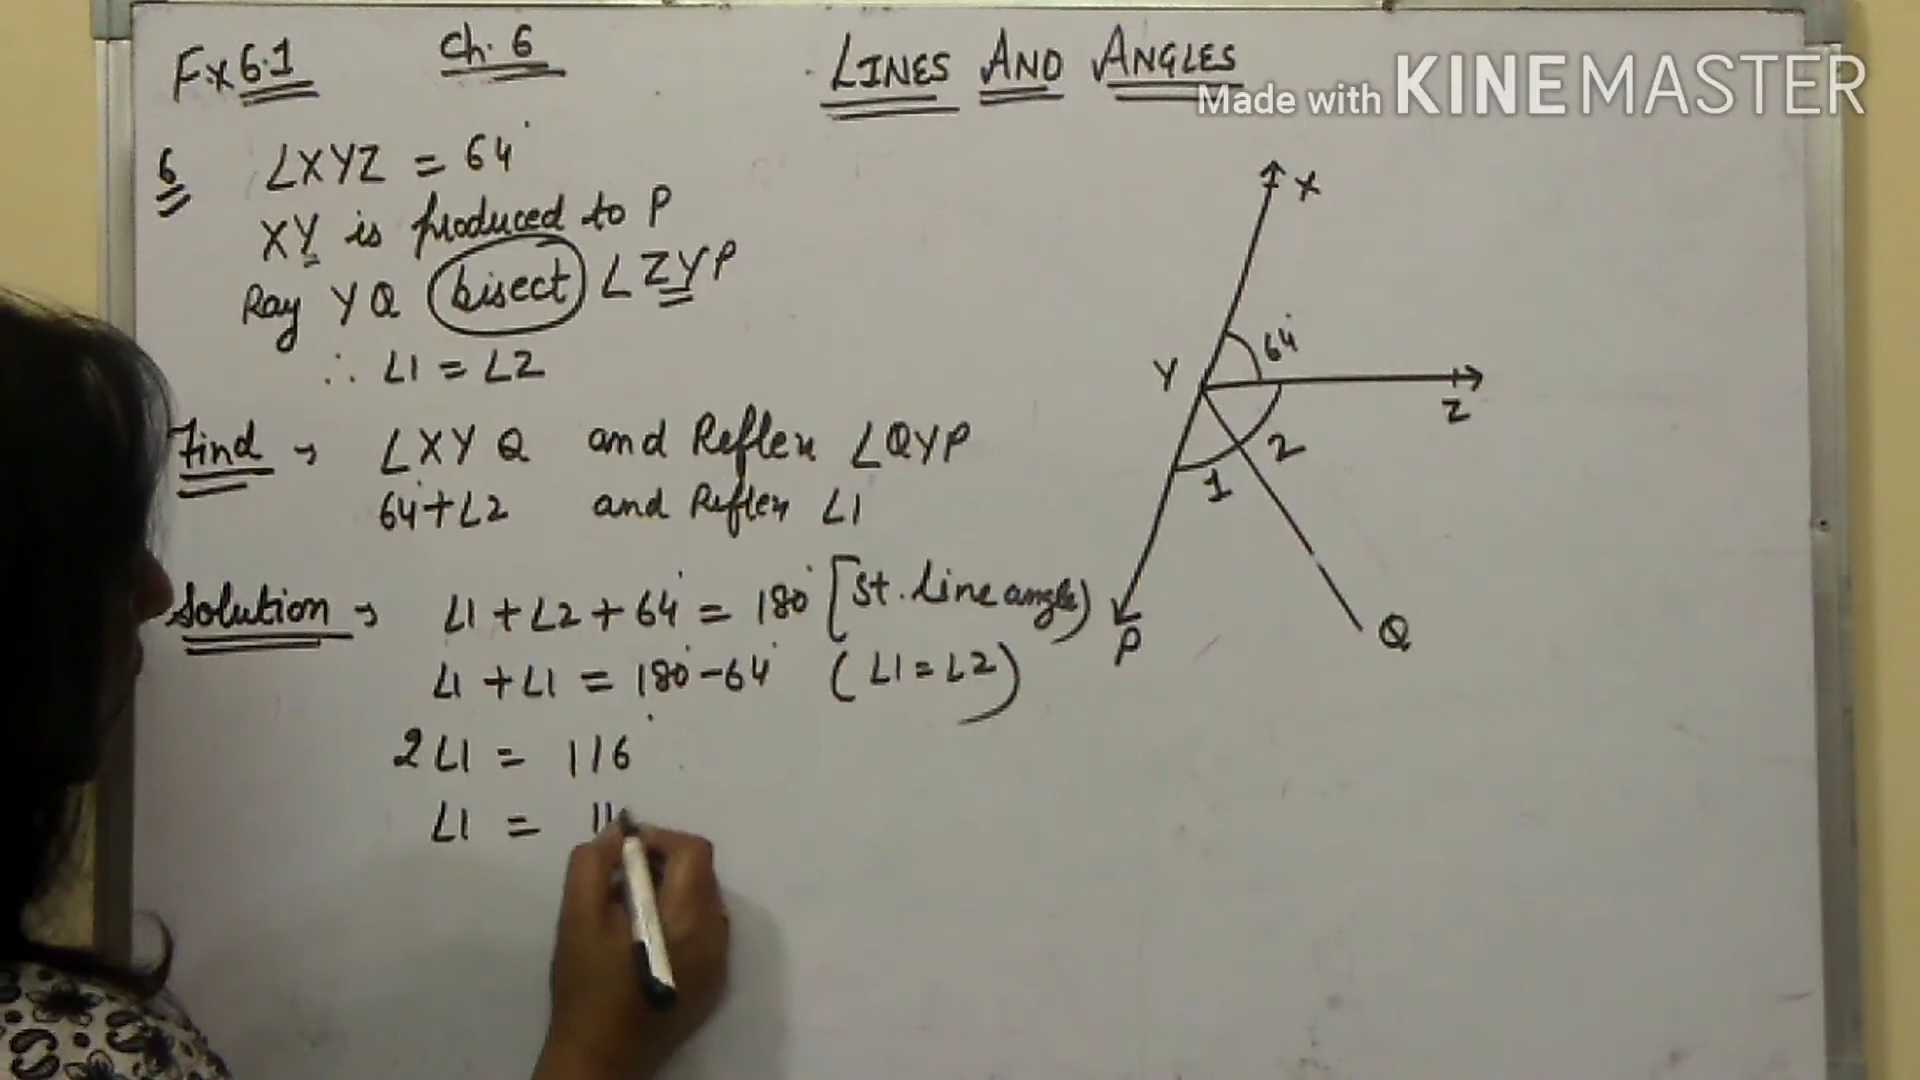 Ex 6.1 Ch. 6 LINES AND ANGLES
Made with KINEMASTER
6 ∠XYZ = 64°
XY is produced to P
Ray YQ bisect ∠ZYP
∴ ∠1 = ∠2
Find → ∠XYQ and Reflex ∠QYP
64°+∠2 and Reflex ∠1
Solution → ∠1 + ∠2 + 64° = 180° [St. Line angle)
∠1 + ∠1 = 180°-64° (∠1 = ∠2)
2∠1 = 116°
∠1 = 11
X
64°
Y
Z
2
1
P
Q